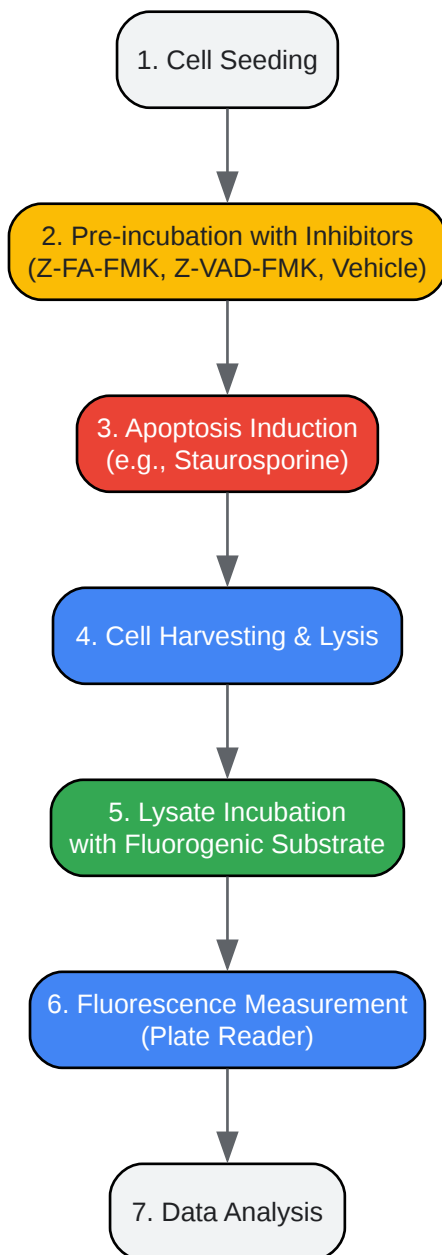 1. Cell Seeding
2. Pre-incubation with Inhibitors
(Z-FA-FMK, Z-VAD-FMK, Vehicle)
3. Apoptosis Induction
(e.g., Staurosporine)
4. Cell Harvesting & Lysis
5. Lysate Incubation
with Fluorogenic Substrate
6. Fluorescence Measurement
(Plate Reader)
7. Data Analysis